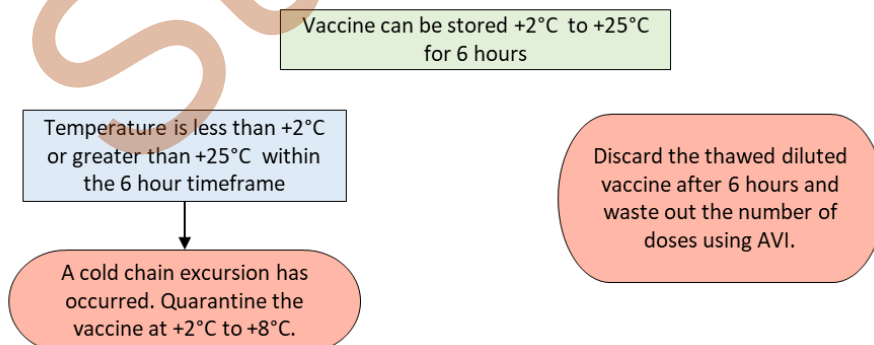 Vaccine can be stored +2°C to +25°C
for 6 hours
Temperature is less than +2°C
or greater than +25°C within
the 6 hour timeframe
Discard the thawed diluted
vaccine after 6 hours and
waste out the number of
doses using AVI.
A cold chain excursion has
occurred. Quarantine the
vaccine at +2°C to +8°C.